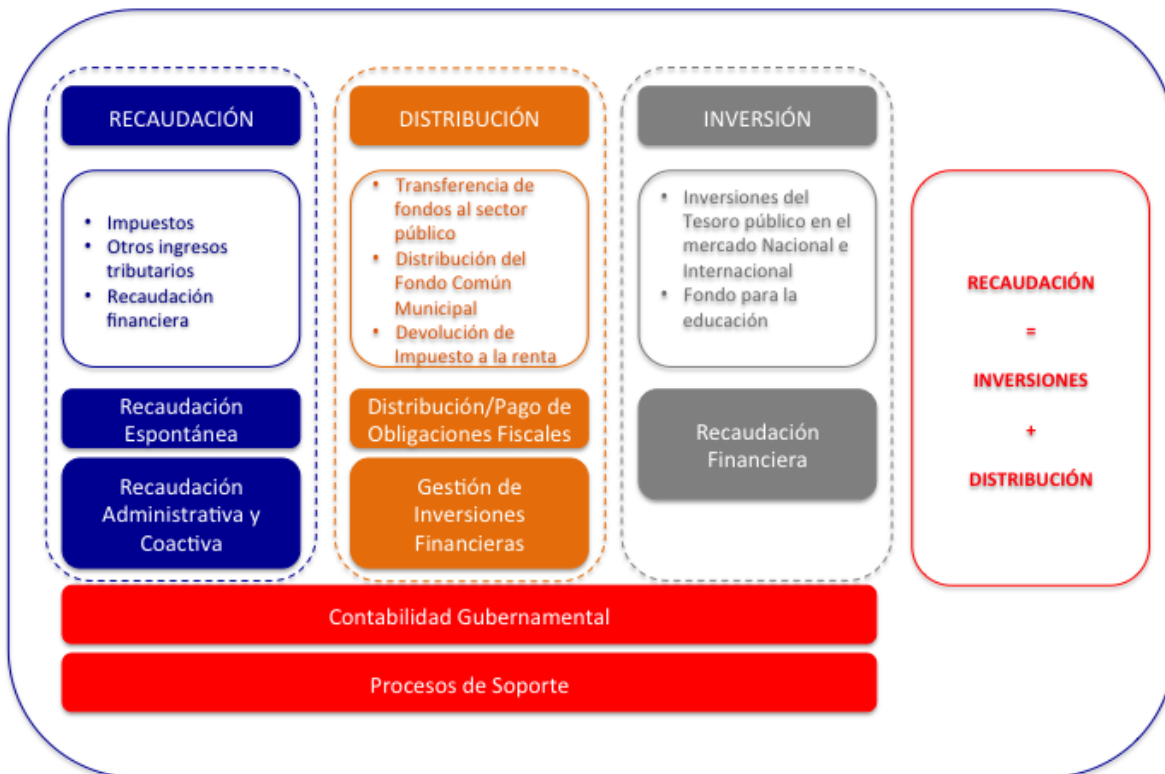 RECAUDACIÓN
• Impuestos
• Otros ingresos
tributarios
• Recaudación
financiera
Recaudación
Espontánea
Recaudación
Administrativa y
Coactiva
DISTRIBUCIÓN
• Transferencia de
fondos al sector
público
• Distribución del
Fondo Común
Municipal
• Devolución de
Impuesto a la renta
Distribución/Pago de
Obligaciones Fiscales
Gestión de
Inversiones
Financieras
INVERSIÓN
• Inversiones del
Tesoro público en el
mercado Nacional e
Internacional
• Fondo para la
educación
Recaudación
Financiera
RECAUDACIÓN
=
INVERSIONES
+
DISTRIBUCIÓN
Contabilidad Gubernamental
Procesos de Soporte